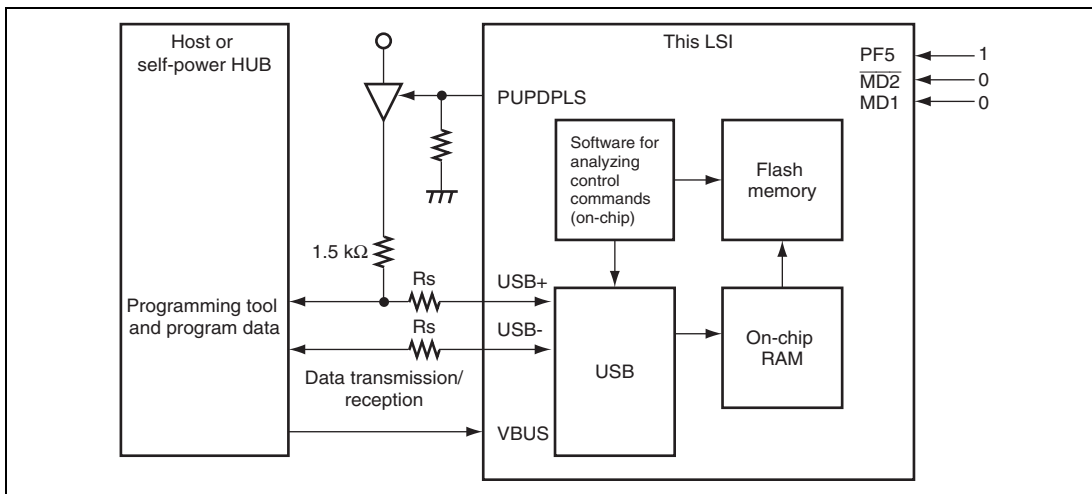 Host or
self-power HUB
This LSI
PF5
1
M̅D̅2̅
0
MD1
0
PUPDPLS
Software for
analyzing
control
commands
(on-chip)
Flash
memory
1.5 kΩ
Rs
USB+
Programming tool
and program data
Rs
USB-
USB
On-chip
RAM
Data transmission/
reception
VBUS